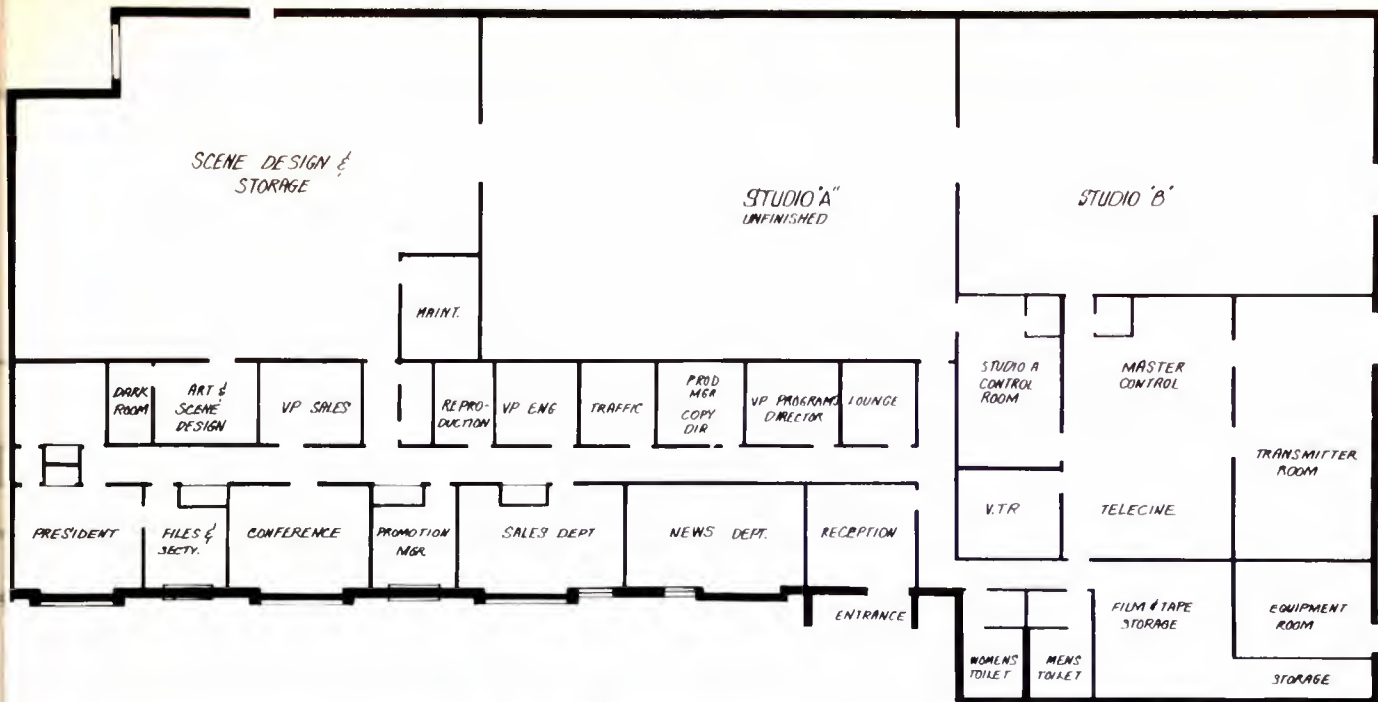 SCENE DESIGN &
STORAGE
STUDIO "A"
UNFINISHED
STUDIO "B"
MAINT.
DARK
ROOM
ART &
SCENE
DESIGN
VP SALES
REPRO-
DUCTION
VP ENG
TRAFFIC
PROD
MGR
COPY
DIR
VP PROGRAMS
DIRECTOR
LOUNGE
STUDIO A
CONTROL
ROOM
MASTER
CONTROL
TRANSMITTER
ROOM
PRESIDENT
FILES &
SECTY.
CONFERENCE
PROMOTION
MGR
SALES DEPT
NEWS DEPT.
RECEPTION
V.T.R
TELECINE
ENTRANCE
WOMENS
TOILET
MENS
TOILET
FILM & TAPE
STORAGE
EQUIPMENT
ROOM
STORAGE